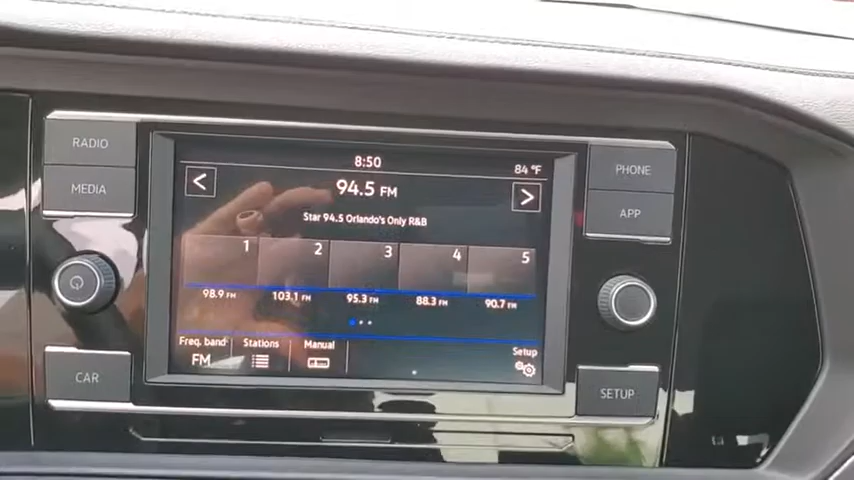 RADIO
MEDIA
8:50
84 °F
94.5 FM
Star 94.5 Orlando's Only R&B
1 2 3 4 5
98.9 FM 103.1 FM 95.3 FM 88.3 FM 90.7 FM
Freq. band Stations Manual Setup
FM
PHONE
APP
CAR
SETUP